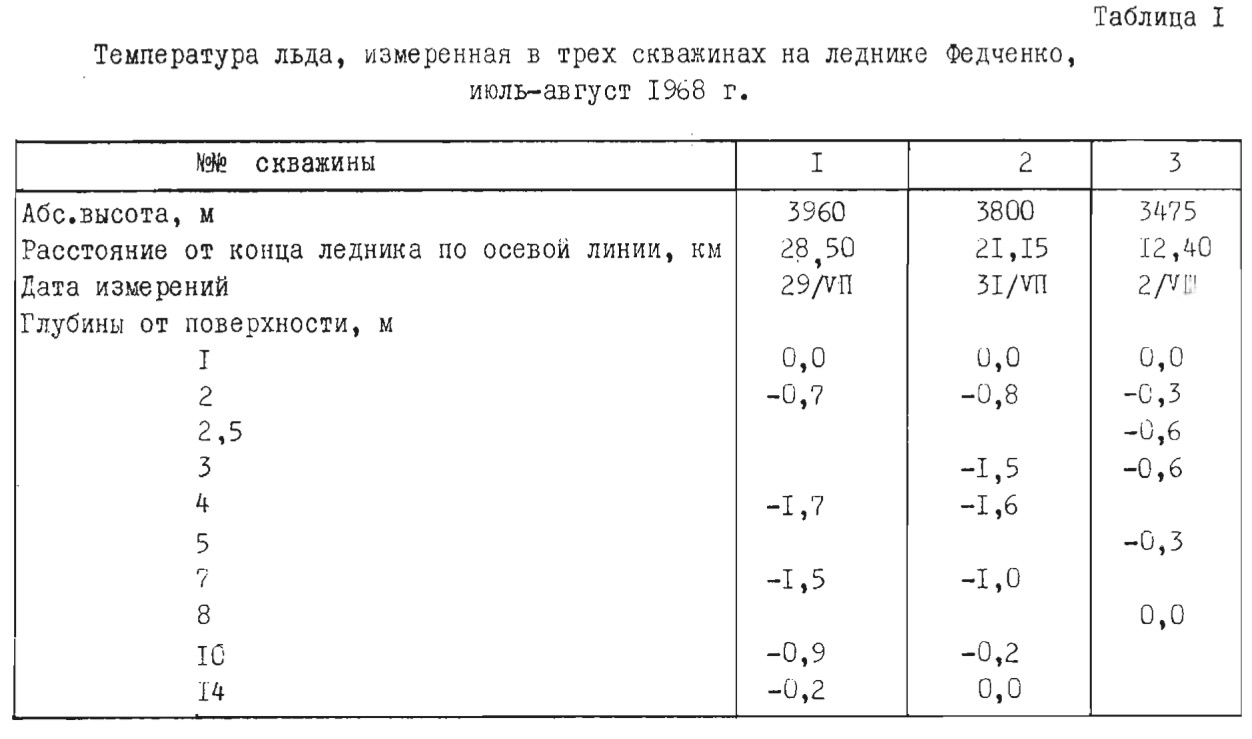 Таблица I
Температура льда, измеренная в трех скважинах на леднике Федченко,
июль-август I968 г.
№№ скважины I 2 3
Абс.высота, м 3960 3800 3475
Расстояние от конца ледника по осевой линии, км 28,50 2I,I5 I2,40
Дата измерений 29/УП 3I/УП 2/УШ
Глубины от поверхности, м
I 0,0 0,0 0,0
2 -0,7 -0,8 -0,3
2,5 -0,6
3 -I,5 -0,6
4 -I,7 -I,6
5 -0,3
7 -I,5 -I,0
8 0,0
I0 -0,9 -0,2
I4 -0,2 0,0